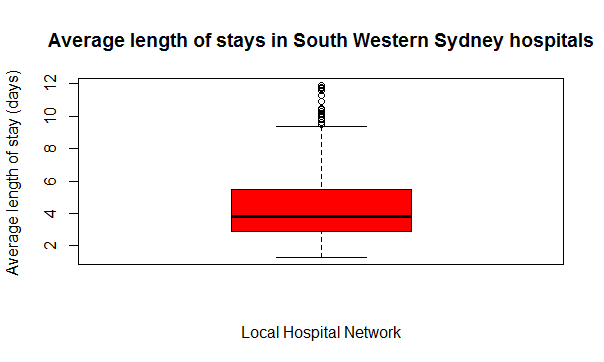 Average length of stays in South Western Sydney hospitals
Average length of stay (days)
12
10
8
6
4
2
Local Hospital Network